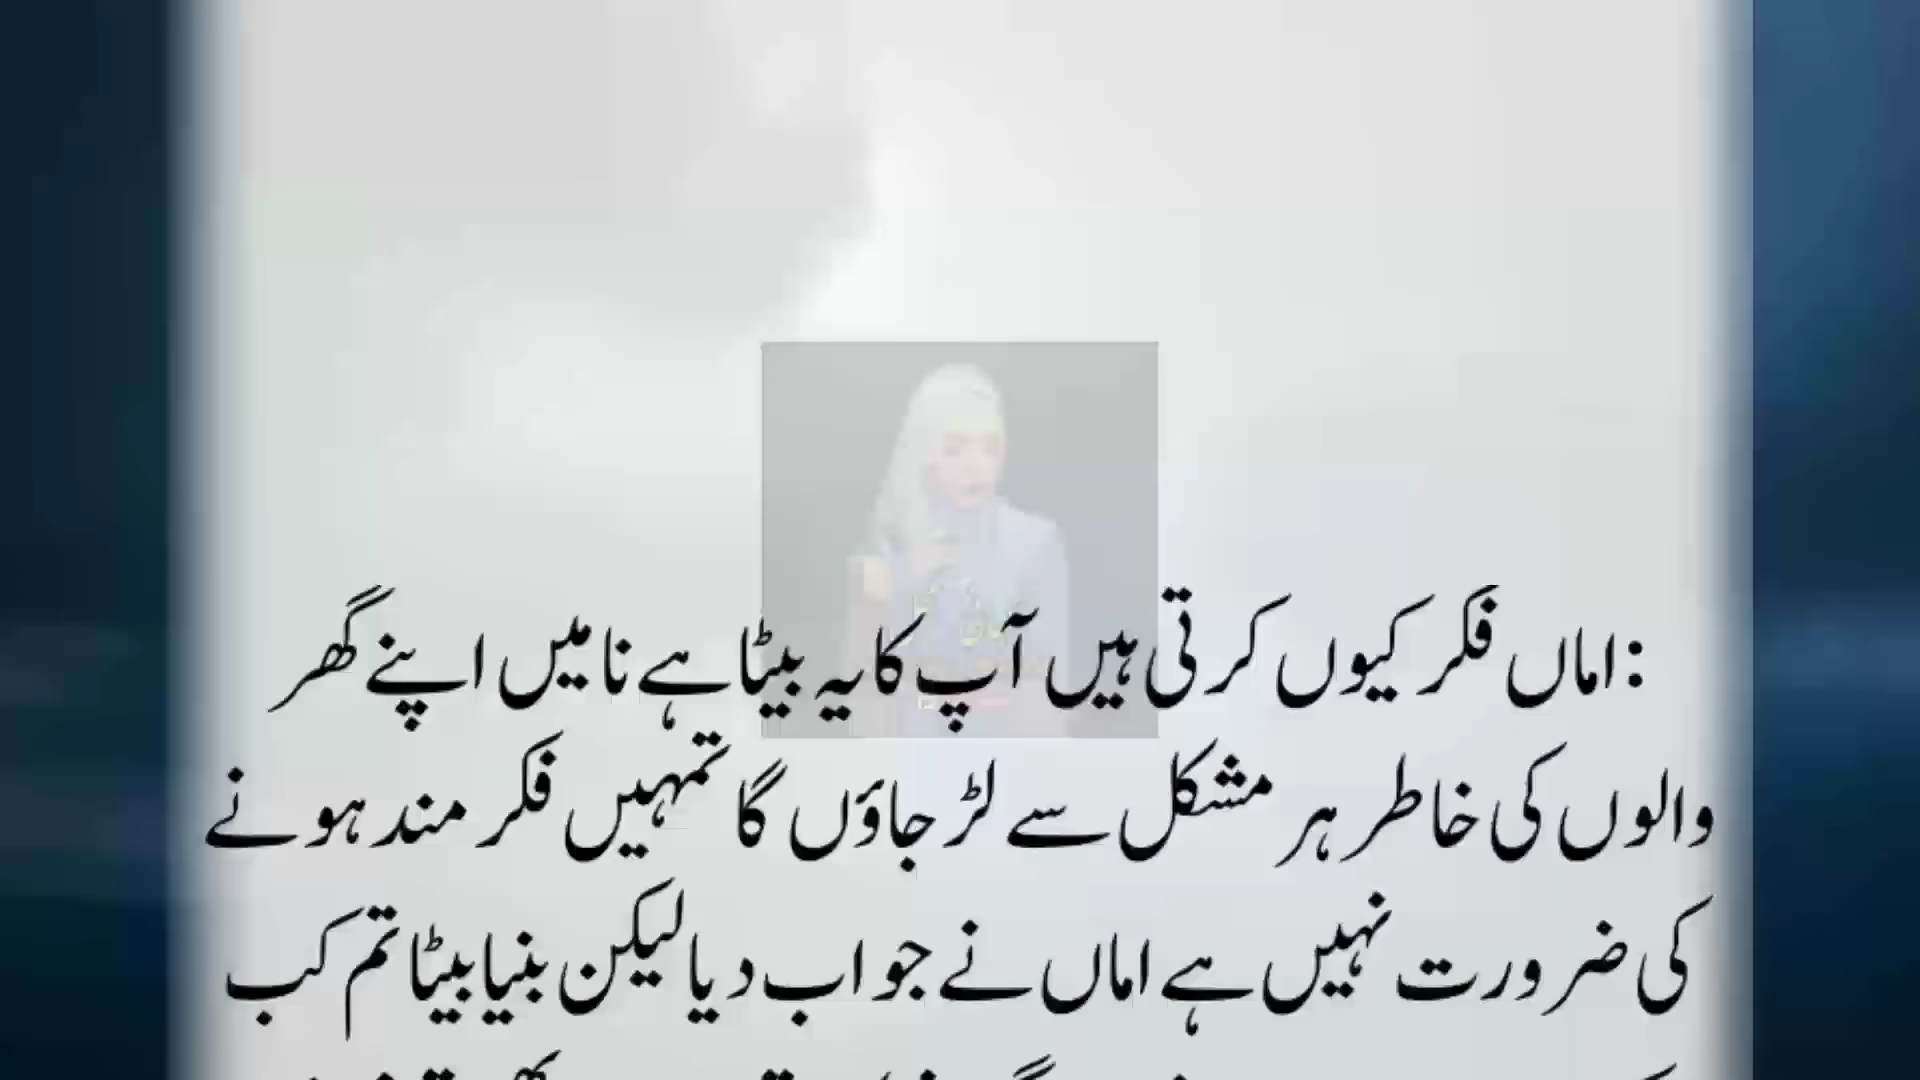 :اماں فکر کیوں کرتی ہیں آپ کا یہ بیٹا ہے نا میں اپنے گھر
والوں کی خاطر ہر مشکل سے لڑ جاؤں گا تمہیں فکر مند ہونے
کی ضرورت نہیں ہے اماں نے جواب دیا لیکن بنیا بیٹا تم کب